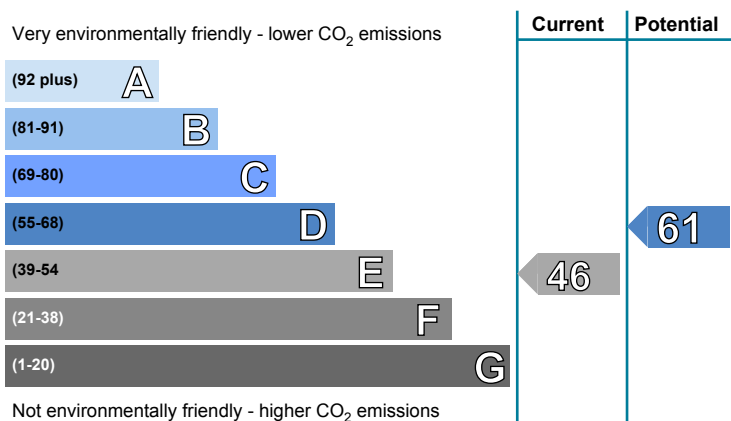 Very environmentally friendly - lower CO2 emissions
Current
Potential
(92 plus) A
(81-91) B
(69-80) C
(55-68) D
61
(39-54 E
46
(21-38) F
(1-20) G
Not environmentally friendly - higher CO2 emissions